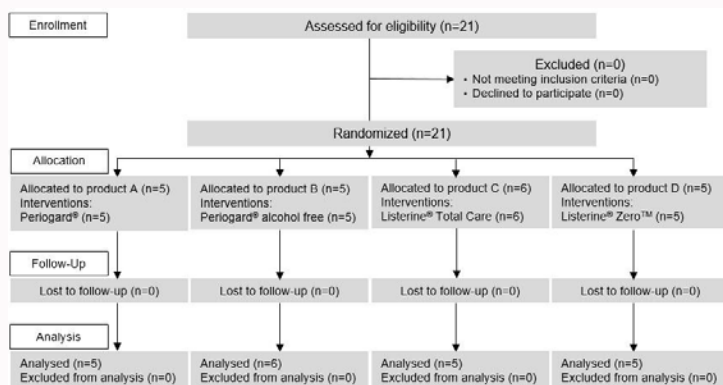 Enrollment
Assessed for eligibility (n=21)
Excluded (n=0)
• Not meeting inclusion criteria (n=0)
• Declined to participate (n=0)
Randomized (n=21)
Allocation
Allocated to product A (n=5)
Interventions:
Periogard® (n=5)
Allocated to product B (n=5)
Interventions:
Periogard® alcohol free (n=5)
Allocated to product C (n=6)
Interventions:
Listerine® Total Care (n=6)
Allocated to product D (n=5)
Interventions:
Listerine® Zero™ (n=5)
Follow-Up
Lost to follow-up (n=0)
Lost to follow-up (n=0)
Lost to follow-up (n=0)
Lost to follow-up (n=0)
Analysis
Analysed (n=5)
Excluded from analysis (n=0)
Analysed (n=6)
Excluded from analysis (n=0)
Analysed (n=5)
Excluded from analysis (n=0)
Analysed (n=5)
Excluded from analysis (n=0)